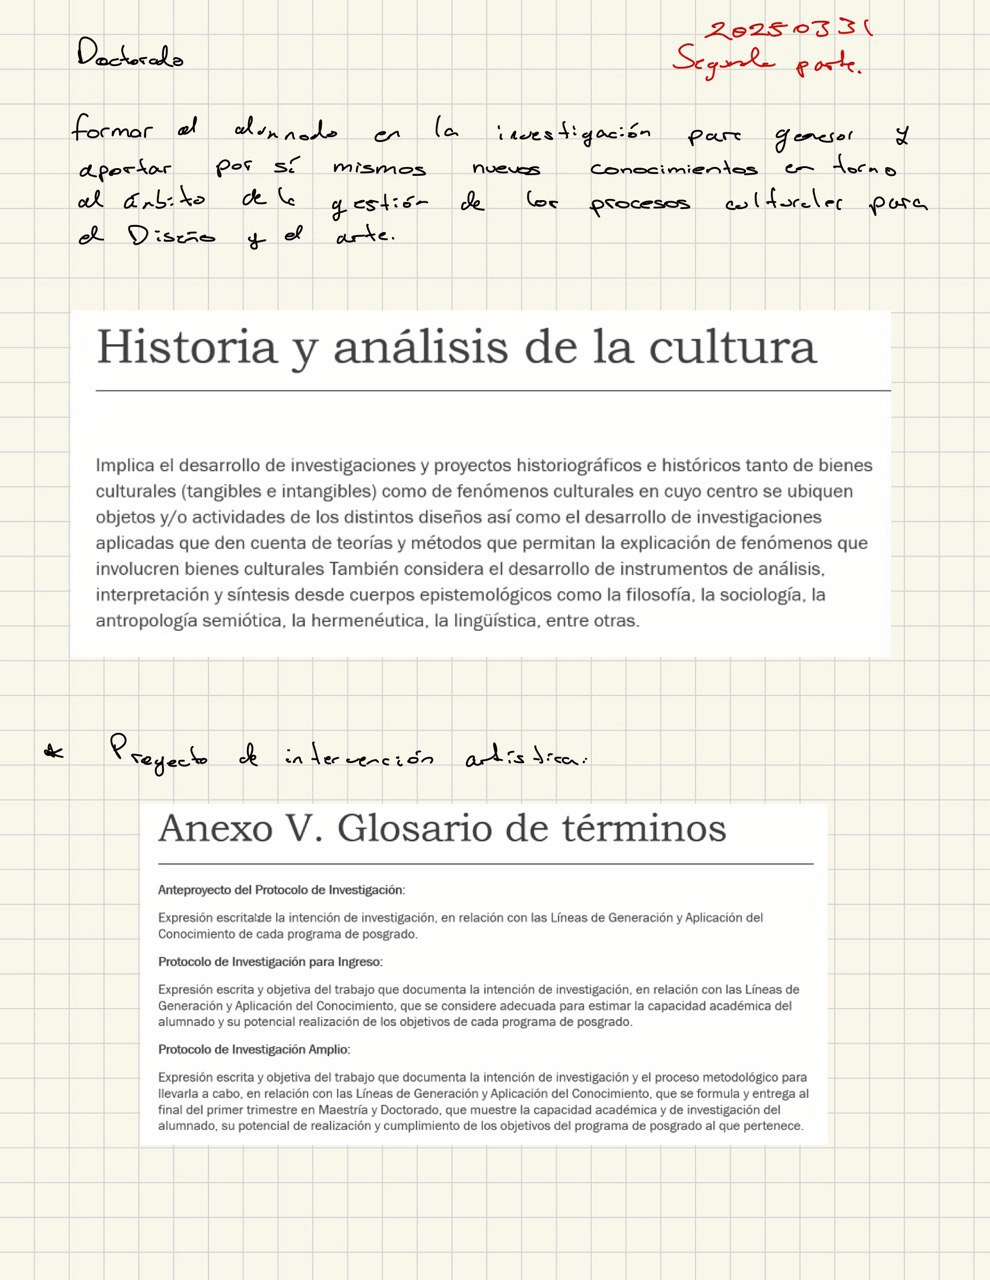 20250331
Doctorado
Segunda parte.
formar al alumnado en la investigación para generar y
aportar por sí mismos nuevos conocimientos en torno
al ámbito de la gestión de los procesos culturales para
el Diseño y el arte.
Historia y análisis de la cultura
Implica el desarrollo de investigaciones y proyectos historiográficos e históricos tanto de bienes
culturales (tangibles e intangibles) como de fenómenos culturales en cuyo centro se ubiquen
objetos y/o actividades de los distintos diseños así como el desarrollo de investigaciones
aplicadas que den cuenta de teorías y métodos que permitan la explicación de fenómenos que
involucren bienes culturales También considera el desarrollo de instrumentos de análisis,
interpretación y síntesis desde cuerpos epistemológicos como la filosofía, la sociología, la
antropología semiótica, la hermenéutica, la lingüística, entre otras.
* Proyecto de intervención artística.
Anexo V. Glosario de términos
Anteproyecto del Protocolo de Investigación:
Expresión escrita de la intención de investigación, en relación con las Líneas de Generación y Aplicación del
Conocimiento de cada programa de posgrado.
Protocolo de Investigación para Ingreso:
Expresión escrita y objetiva del trabajo que documenta la intención de investigación, en relación con las Líneas de
Generación y Aplicación del Conocimiento, que se considere adecuada para estimar la capacidad académica del
alumnado y su potencial realización de los objetivos de cada programa de posgrado.
Protocolo de Investigación Amplio:
Expresión escrita y objetiva del trabajo que documenta la intención de investigación y el proceso metodológico para
llevarla a cabo, en relación con las Líneas de Generación y Aplicación del Conocimiento, que se formula y entrega al
final del primer trimestre en Maestría y Doctorado, que muestre la capacidad académica y de investigación del
alumnado, su potencial de realización y cumplimiento de los objetivos del programa de posgrado al que pertenece.